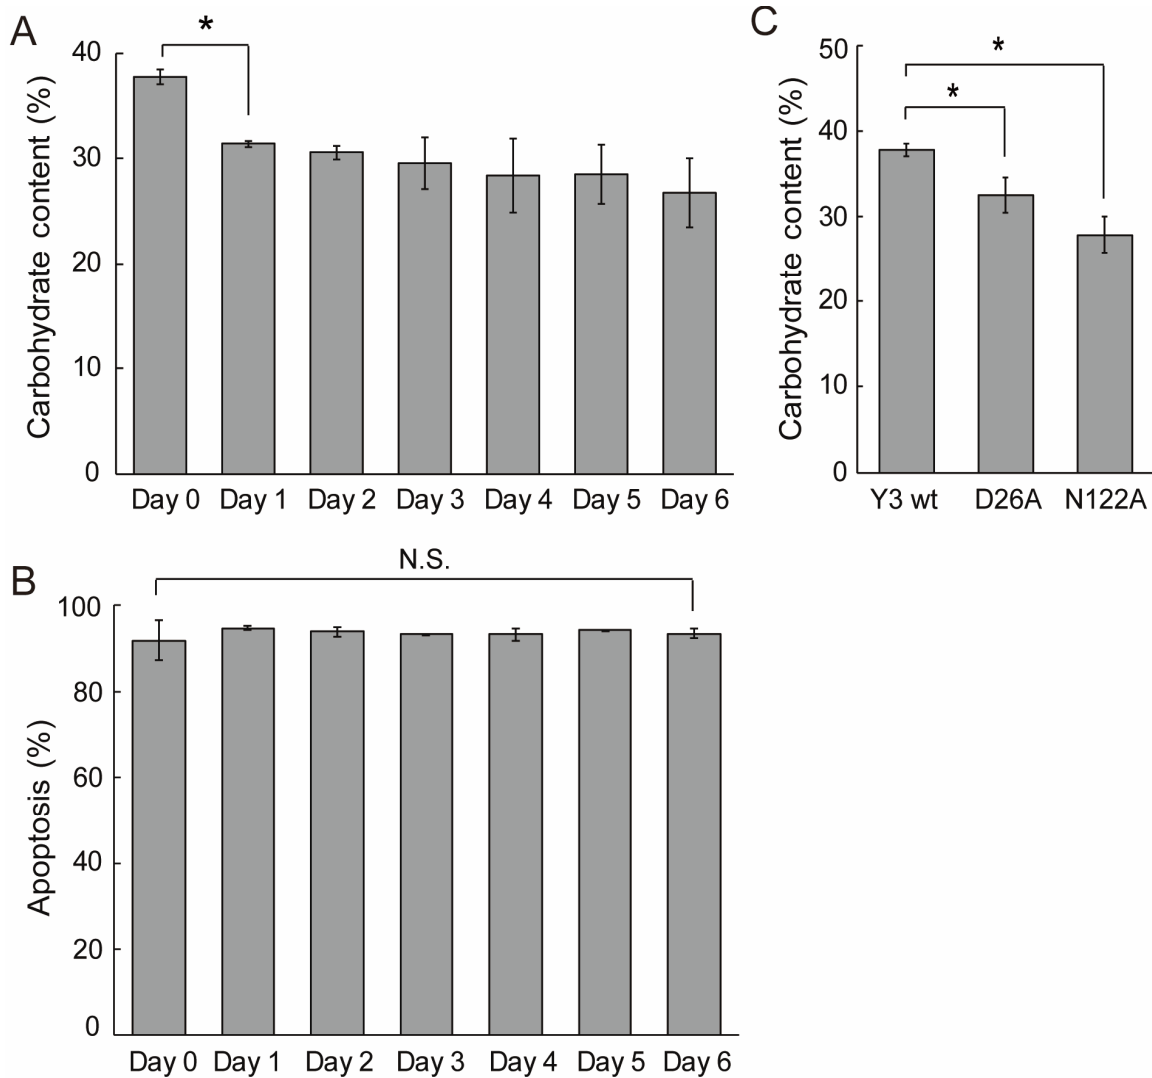 A
*
Carbohydrate content (%)
40
30
20
10
0
Day 0 Day 1 Day 2 Day 3 Day 4 Day 5 Day 6
B
N.S.
Apoptosis (%)
100
80
60
40
20
0
Day 0 Day 1 Day 2 Day 3 Day 4 Day 5 Day 6
C
*
*
Carbohydrate content (%)
50
40
30
20
10
0
Y3 wt D26A N122A